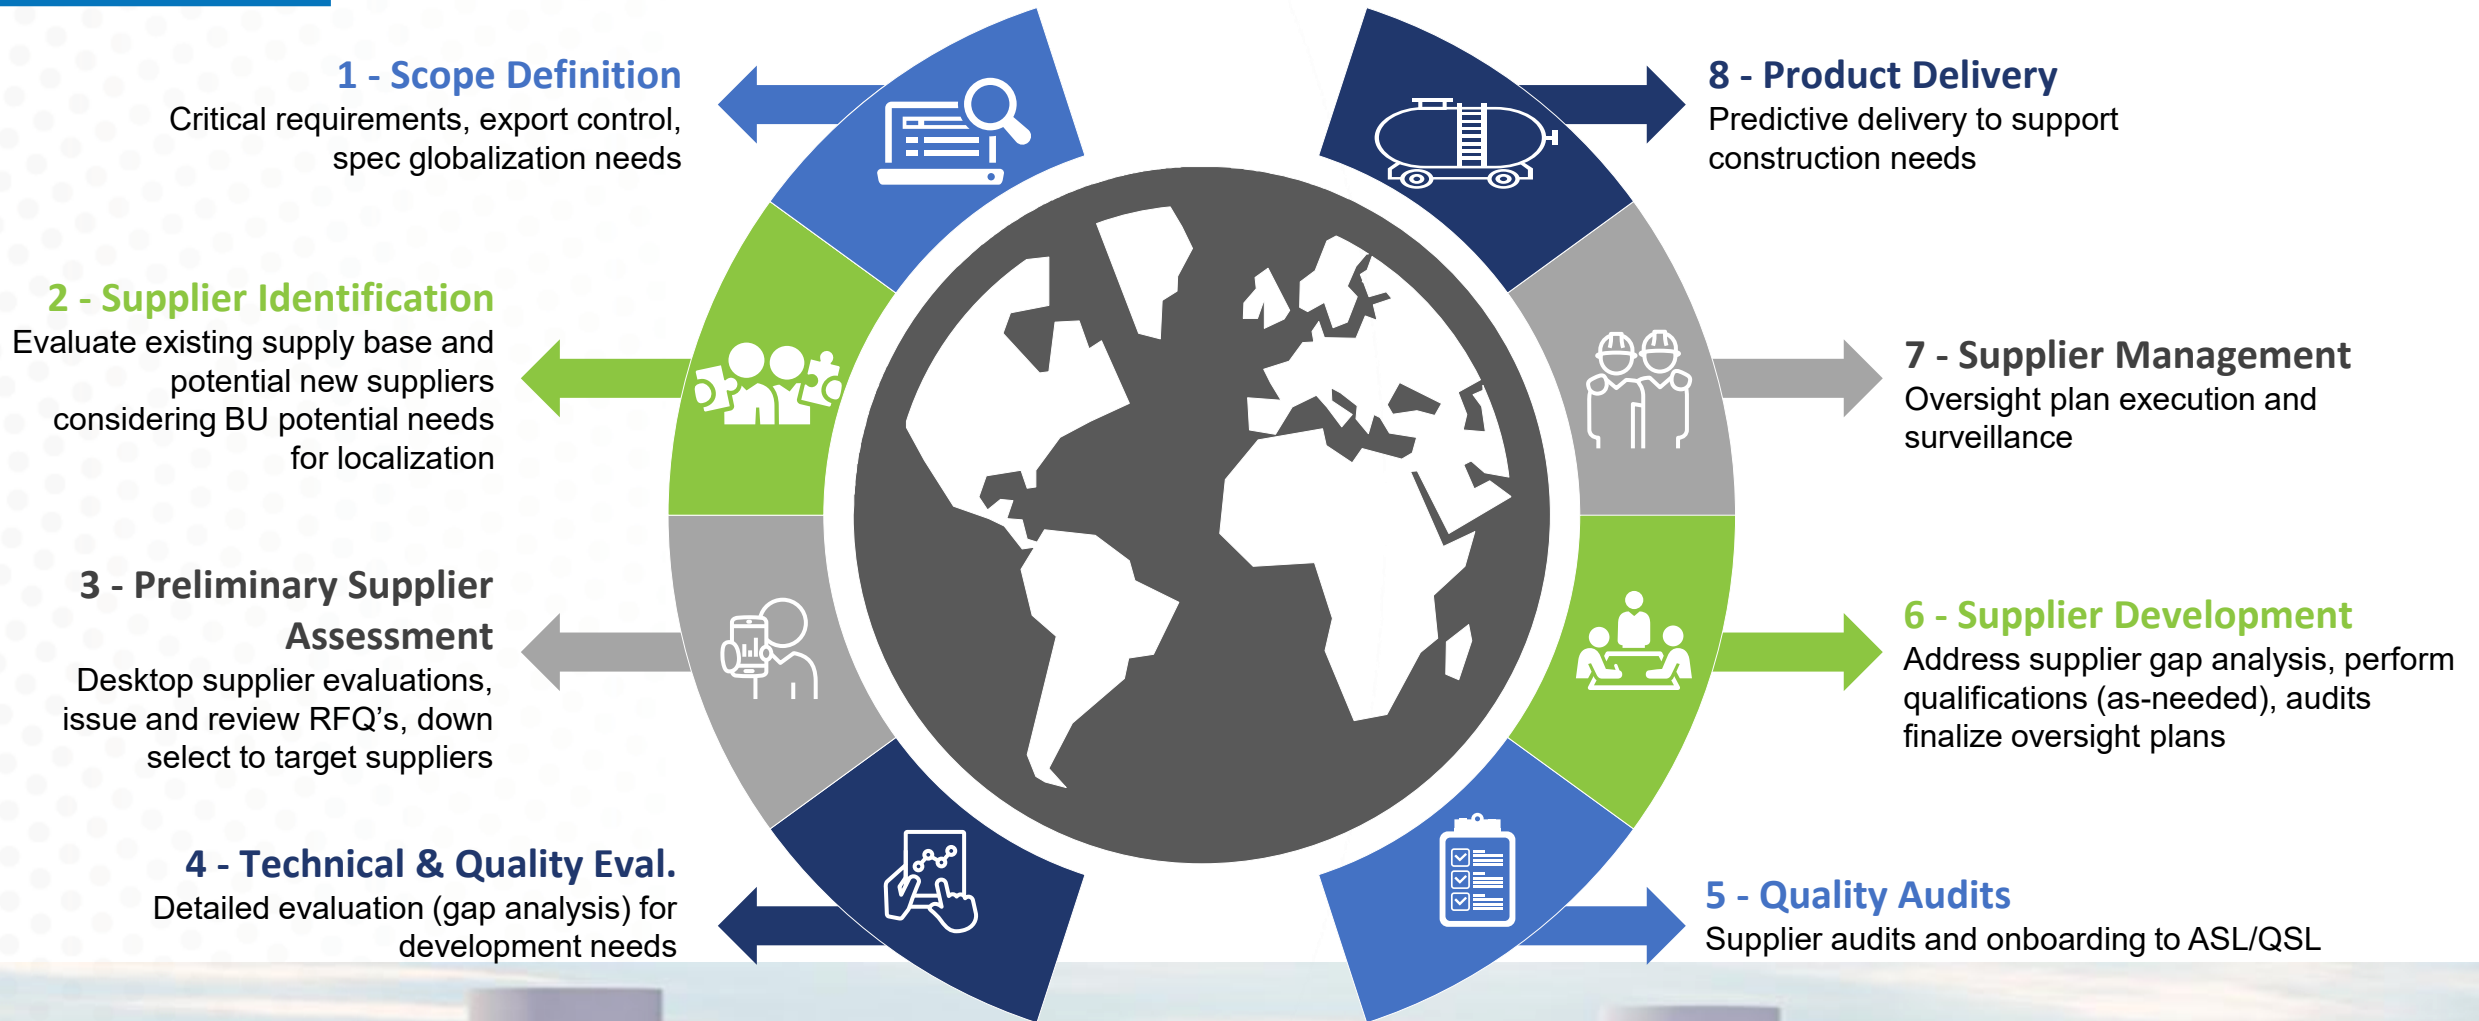 1 - Scope Definition
Critical requirements, export control,
spec globalization needs
2 - Supplier Identification
Evaluate existing supply base and
potential new suppliers
considering BU potential needs
for localization
3 - Preliminary Supplier
Assessment
Desktop supplier evaluations,
issue and review RFQ’s, down
select to target suppliers
4 - Technical & Quality Eval.
Detailed evaluation (gap analysis) for
development needs
5 - Quality Audits
Supplier audits and onboarding to ASL/QSL
6 - Supplier Development
Address supplier gap analysis, perform
qualifications (as-needed), audits
finalize oversight plans
7 - Supplier Management
Oversight plan execution and
surveillance
8 - Product Delivery
Predictive delivery to support
construction needs